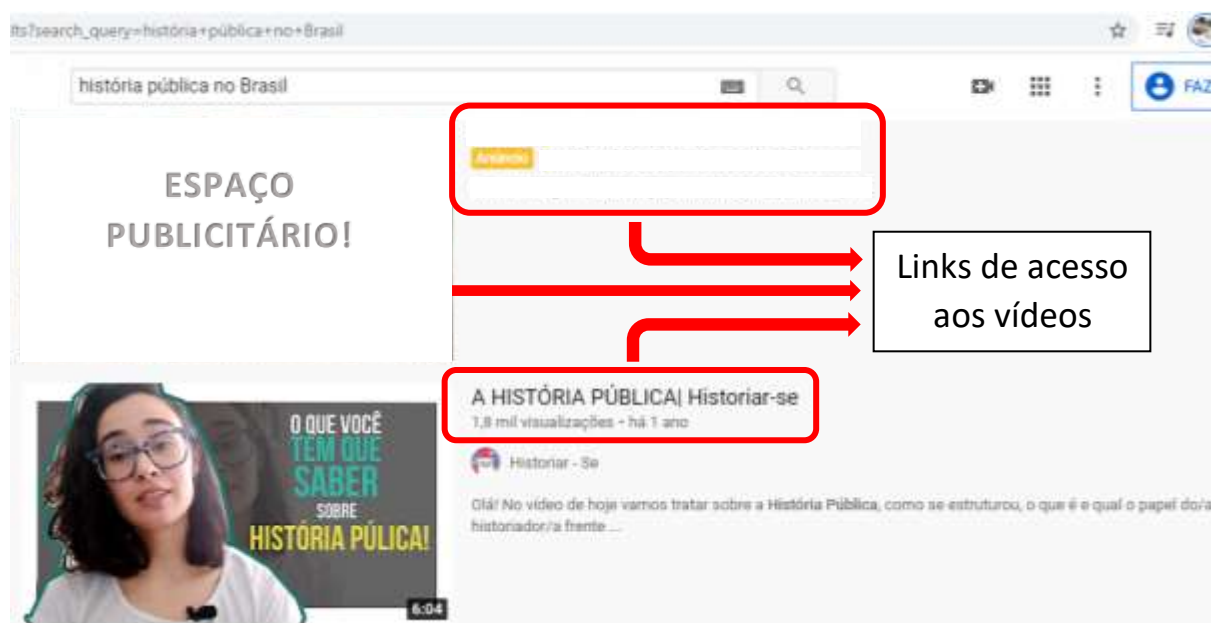 lts?search_query=história+pública+no+Brasil
história pública no Brasil
FAZ
Anúncio
ESPAÇO
PUBLICITÁRIO!
Links de acesso
aos vídeos
O QUE VOCÊ
TEM QUE
SABER
SOBRE
HISTÓRIA PÚLICA!
6:04
A HISTÓRIA PÚBLICA| Historiar-se
1,8 mil visualizações • há 1 ano
Historiar - Se
Olá! No vídeo de hoje vamos tratar sobre a História Pública, como se estruturou, o que é e qual o papel do/a
historiador/a frente ...